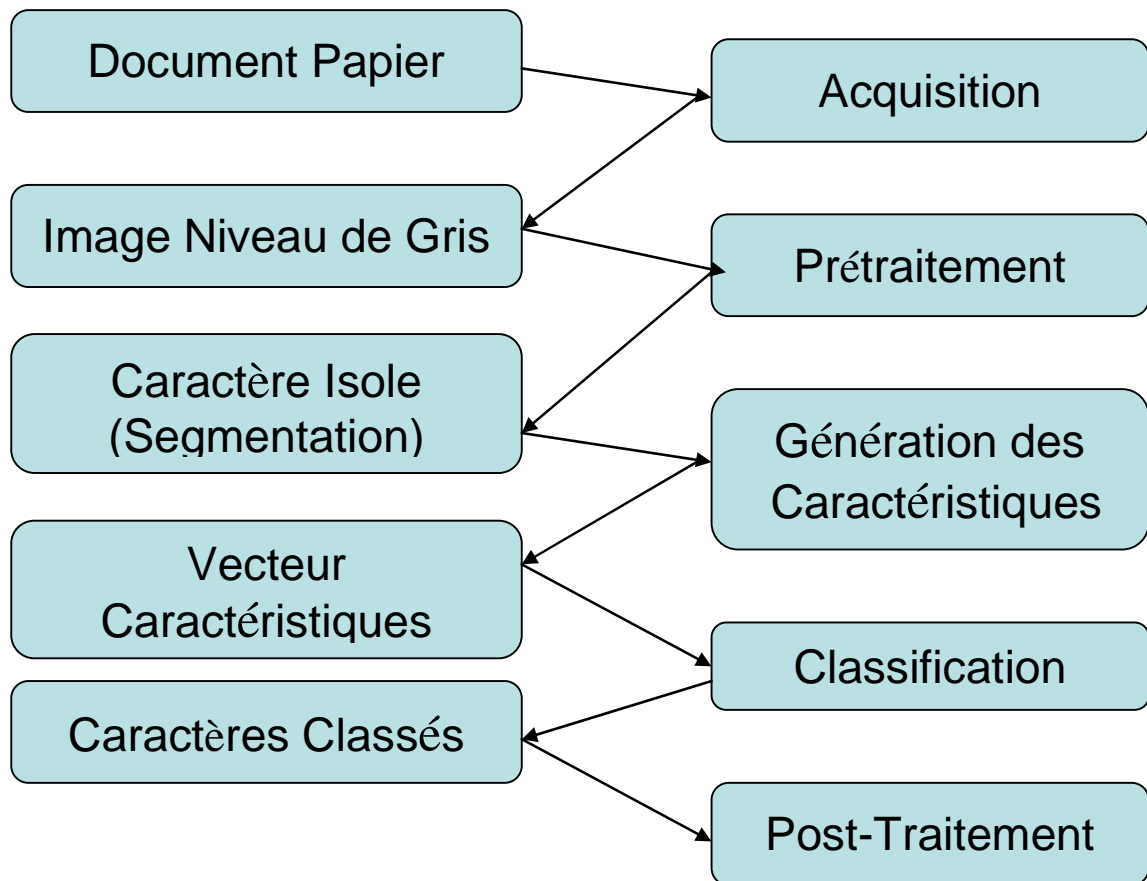 Document Papier
Acquisition
Image Niveau de Gris
Prétraitement
Caractère Isole
(Segmentation)
Génération des
Caractéristiques
Vecteur
Caractéristiques
Classification
Caractères Classés
Post-Traitement